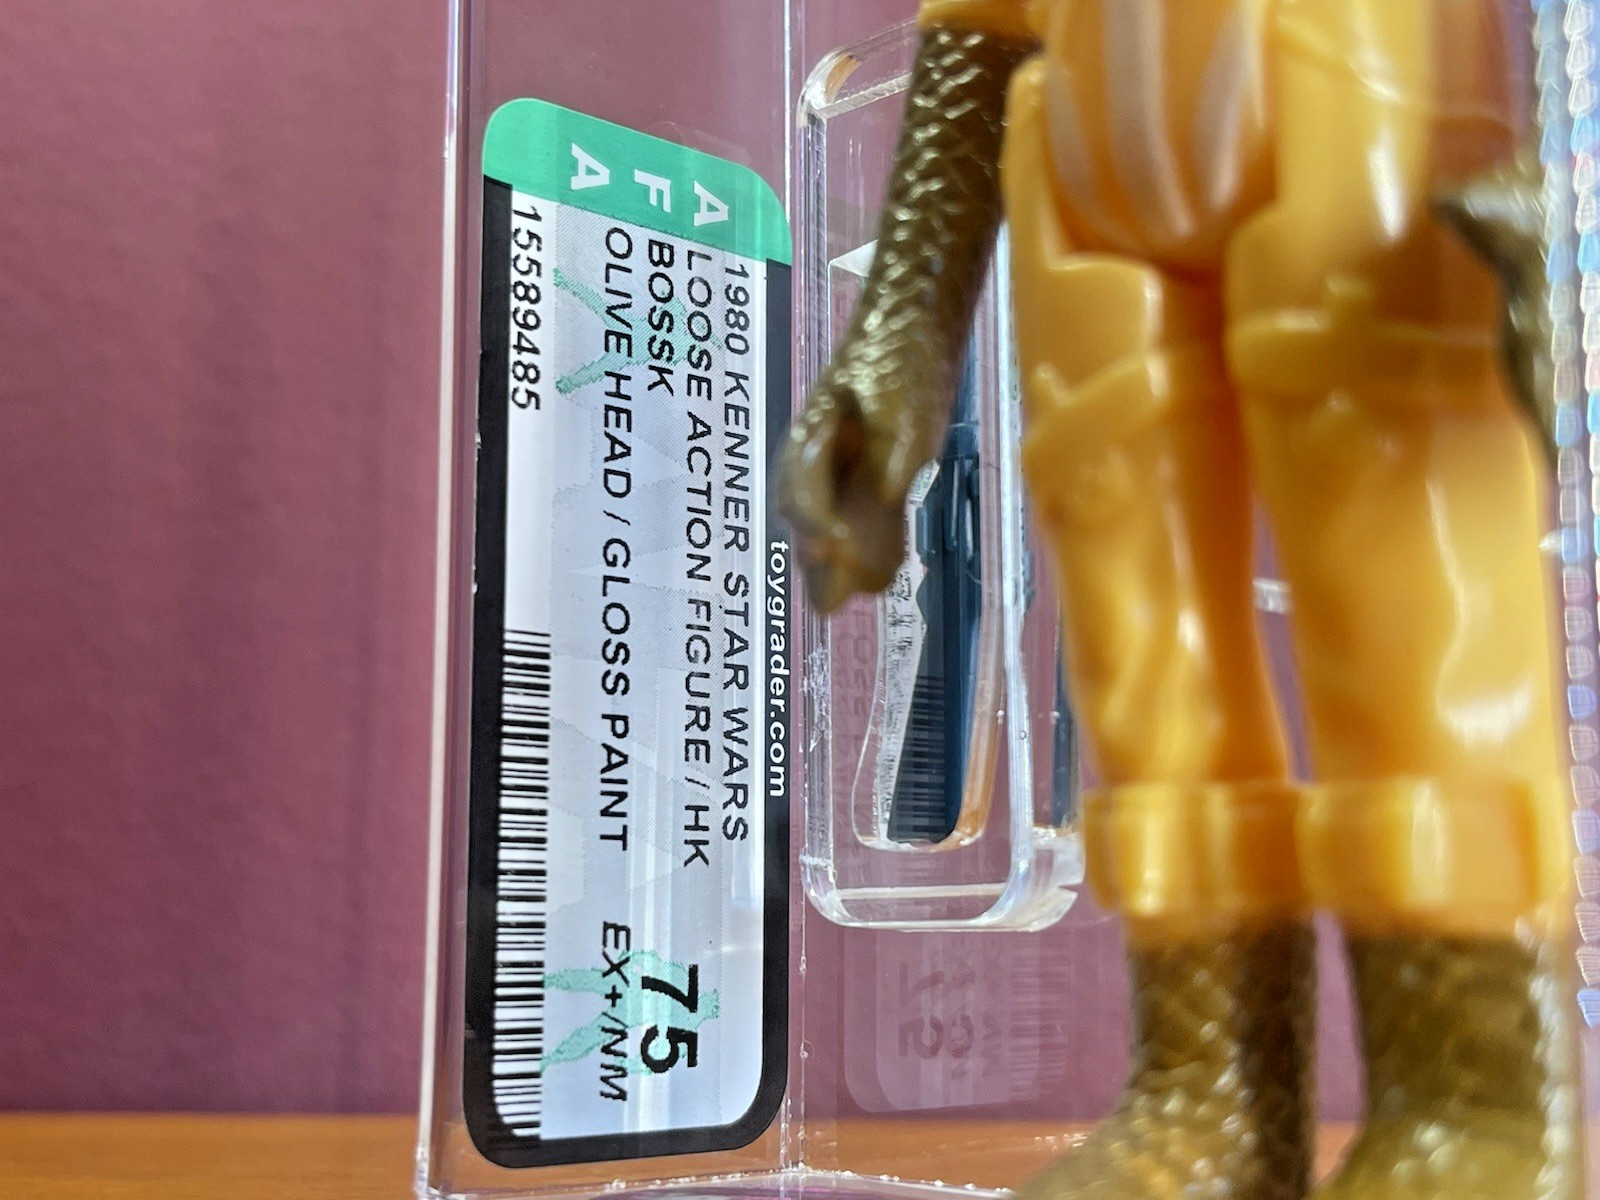 AFA
toygrader.com
1980 KENNER STAR WARS
LOOSE ACTION FIGURE / HK
BOSSK
OLIVE HEAD / GLOSS PAINT
75
EX+/NM
15589485